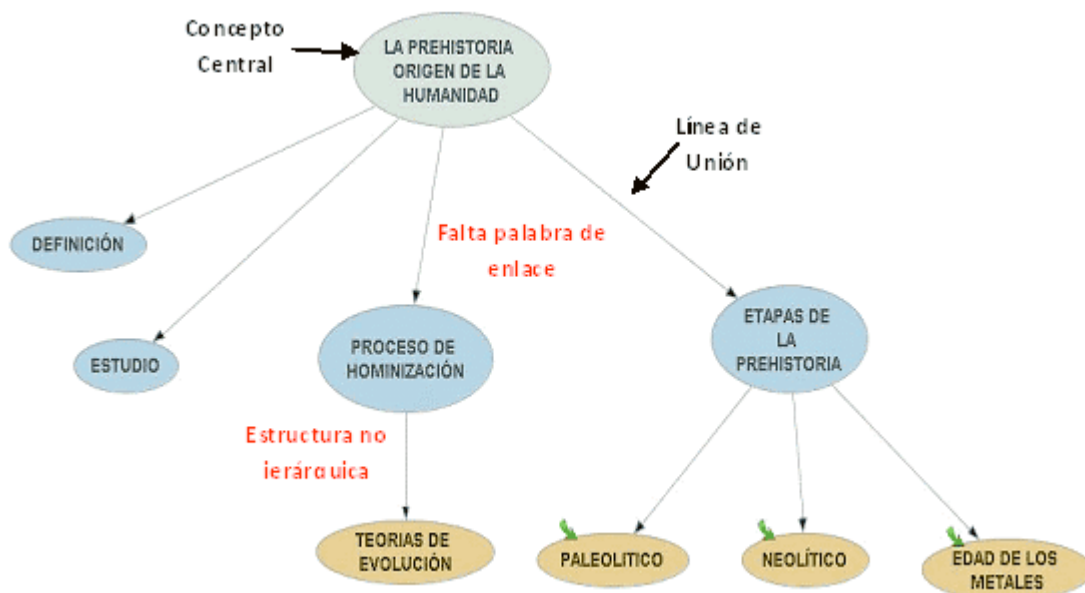 Concepto
Central
LA PREHISTORIA
ORIGEN DE LA
HUMANIDAD
Línea de
Unión
DEFINICIÓN
Falta palabra de
enlace
ESTUDIO
PROCESO DE
HOMINIZACIÓN
ETAPAS DE
LA
PREHISTORIA
Estructura no
ierárquica
TEORIAS DE
EVOLUCIÓN
PALEOLITICO
NEOLÍTICO
EDAD DE LOS
METALES